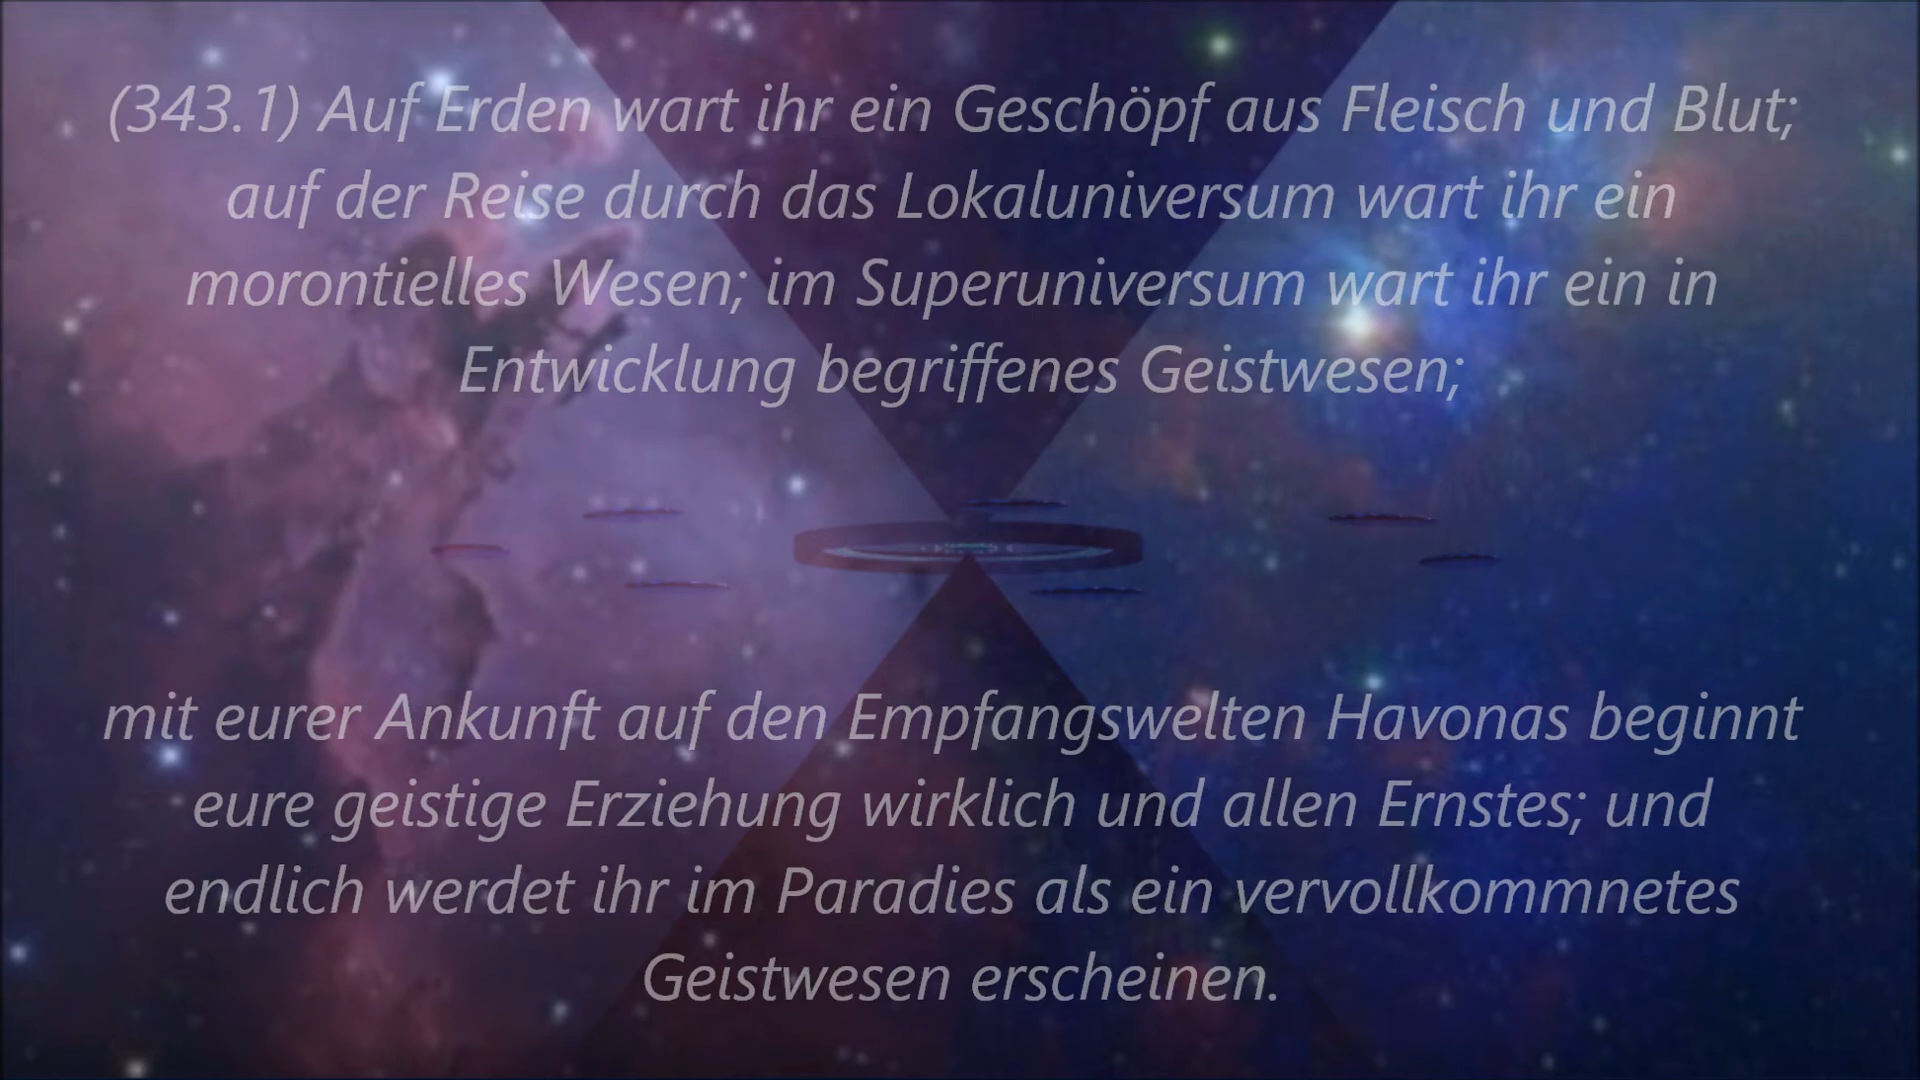 (343.1) Auf Erden wart ihr ein Geschöpf aus Fleisch und Blut;
auf der Reise durch das Lokaluniversum wart ihr ein
morontielles Wesen; im Superuniversum wart ihr ein in
Entwicklung begriffenes Geistwesen;
mit eurer Ankunft auf den Empfangswelten Havonas beginnt
eure geistige Erziehung wirklich und allen Ernstes; und
endlich werdet ihr im Paradies als ein vervollkommnetes
Geistwesen erscheinen.